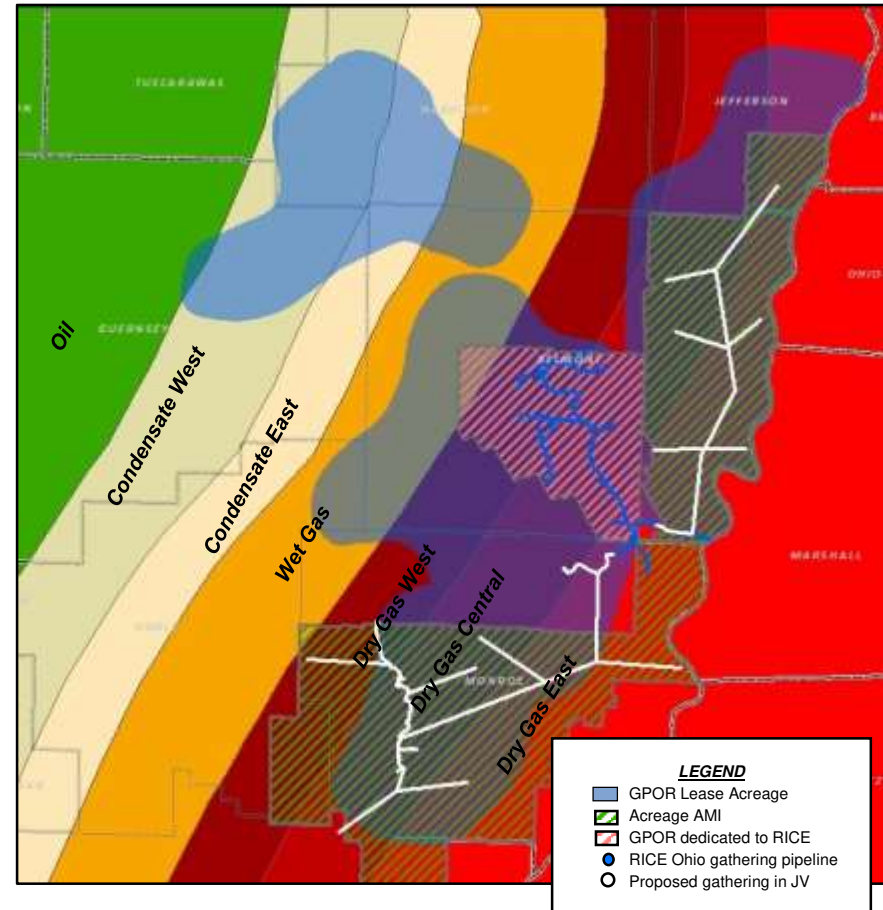 TUSCARAWAS
JEFFERSON
OHIO
GUERNSEY
Oil
BELMONT
Condensate West
Condensate East
Wet Gas
MARSHALL
Dry Gas West
Dry Gas Central
MONROE
Dry Gas East
LEGEND
GPOR Lease Acreage
Acreage AMI
GPOR dedicated to RICE
RICE Ohio gathering pipeline
Proposed gathering in JV